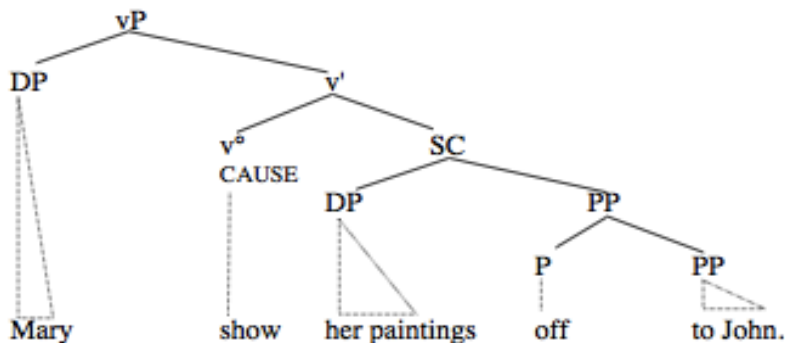 vP
DP v'
v° SC
CAUSE
DP PP
P PP
Mary show her paintings off to John.